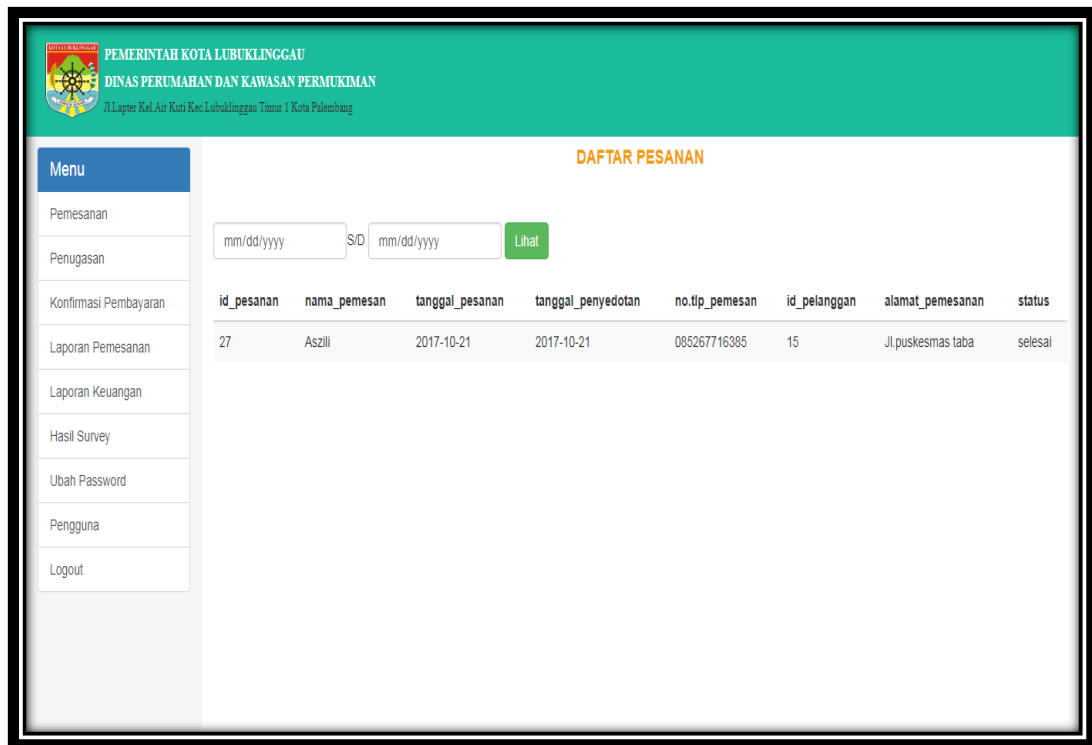 KOTA LUBUKLINGGAU
PEMERINTAH KOTA LUBUKLINGGAU
DINAS PERUMAHAN DAN KAWASAN PERMUKIMAN
Jl.Lapter Kel.Air Kuti Kec.Lubuklinggau Timur 1 Kota Palembang
Menu
Pemesanan
Penugasan
Konfirmasi Pembayaran
Laporan Pemesanan
Laporan Keuangan
Hasil Survey
Ubah Password
Pengguna
Logout
DAFTAR PESANAN
mm/dd/yyyy S/D mm/dd/yyyy Lihat
id_pesanan nama_pemesan tanggal_pesanan tanggal_penyedotan no.tlp_pemesan id_pelanggan alamat_pemesanan status
27 Aszili 2017-10-21 2017-10-21 085267716385 15 Jl.puskesmas taba selesai